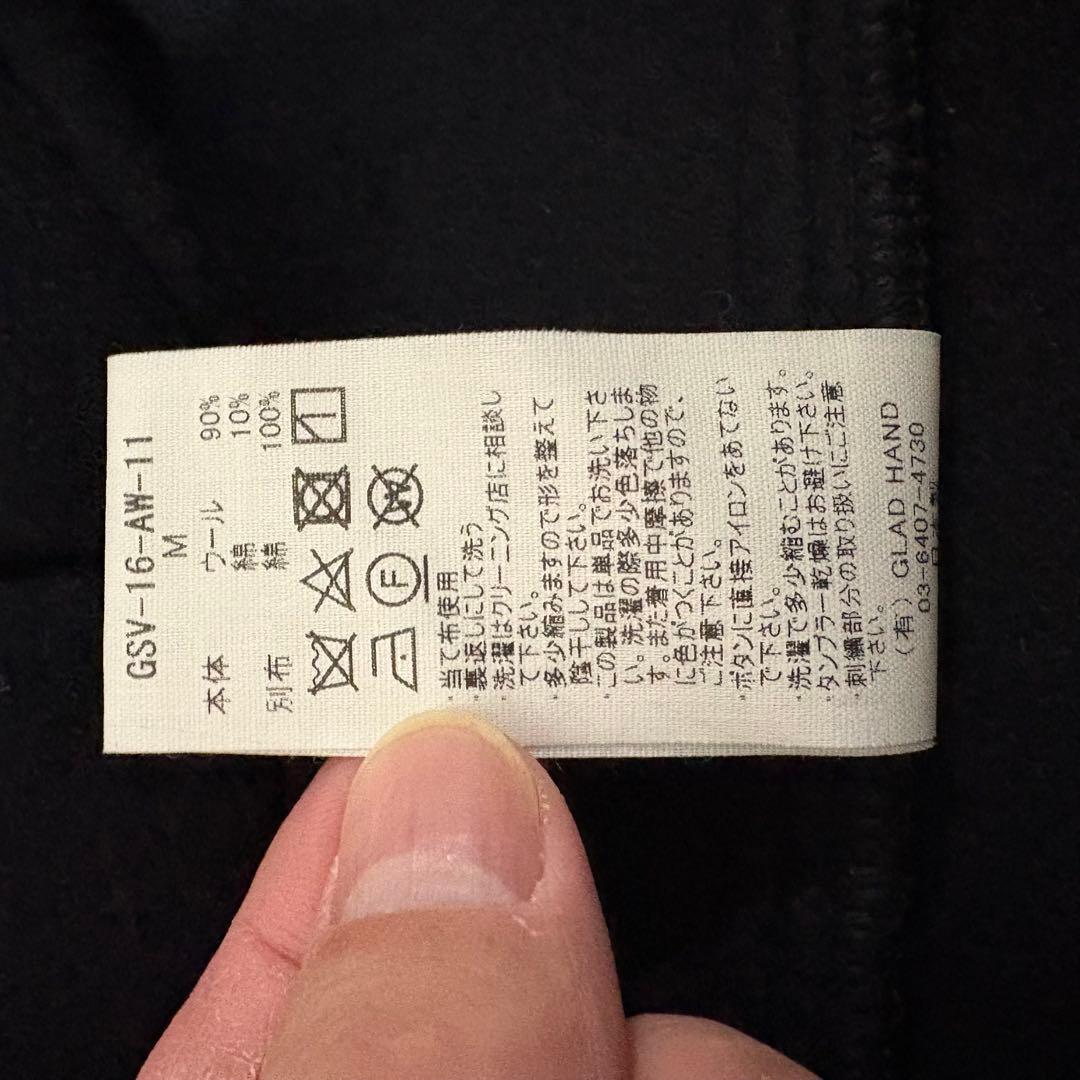 GSV-16-AW-11
M
本体 ウール 90%
綿 10%
別布 綿 100%
F
W
・当て布使用
・裏返しにして洗う
・洗濯はクリーニング店に相談し
て下さい。
・多少縮みますので形を整えて
陰干しして下さい。
・この製品は単品でお洗い下さ
い。洗濯の際多少色落ちしま
す。また着用中摩擦で他の物
に色がつくことがありますので、
ご注意下さい。
・ボタンに直接アイロンをあてない
で下さい。
・洗濯で多少縮むことがあります。
・タンブラー乾燥はお避け下さい。
・刺繍部分の取り扱いにご注意
下さい。
(有) GLAD HAND
03-6407-4730